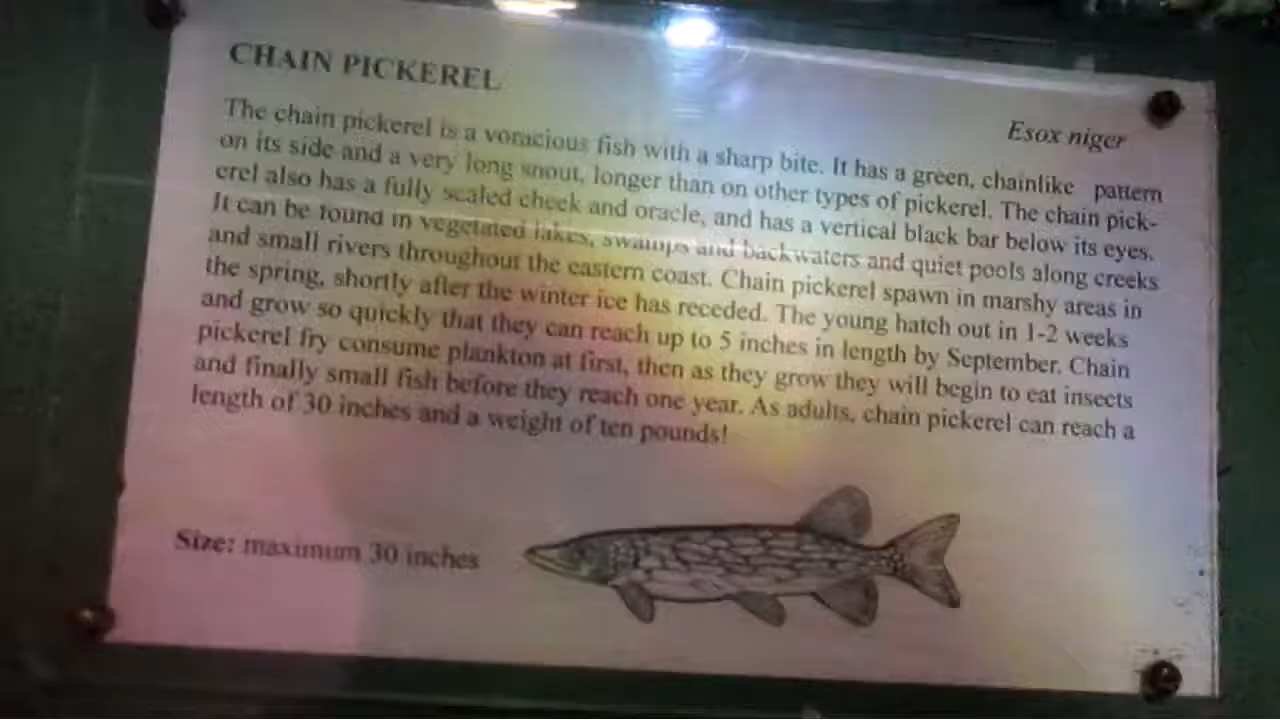 CHAIN PICKEREL
Esox niger
The chain pickerel is a voracious fish with a sharp bite. It has a green, chainlike pattern
on its side and a very long snout, longer than on other types of pickerel. The chain pick-
erel also has a fully scaled cheek and oracle, and has a vertical black bar below its eyes.
It can be found in vegetated lakes, swamps and backwaters and quiet pools along creeks
and small rivers throughout the eastern coast. Chain pickerel spawn in marshy areas in
the spring, shortly after the winter ice has receded. The young hatch out in 1-2 weeks
and grow so quickly that they can reach up to 5 inches in length by September. Chain
pickerel fry consume plankton at first, then as they grow they will begin to eat insects
and finally small fish before they reach one year. As adults, chain pickerel can reach a
length of 30 inches and a weight of ten pounds!
Size: maximum 30 inches